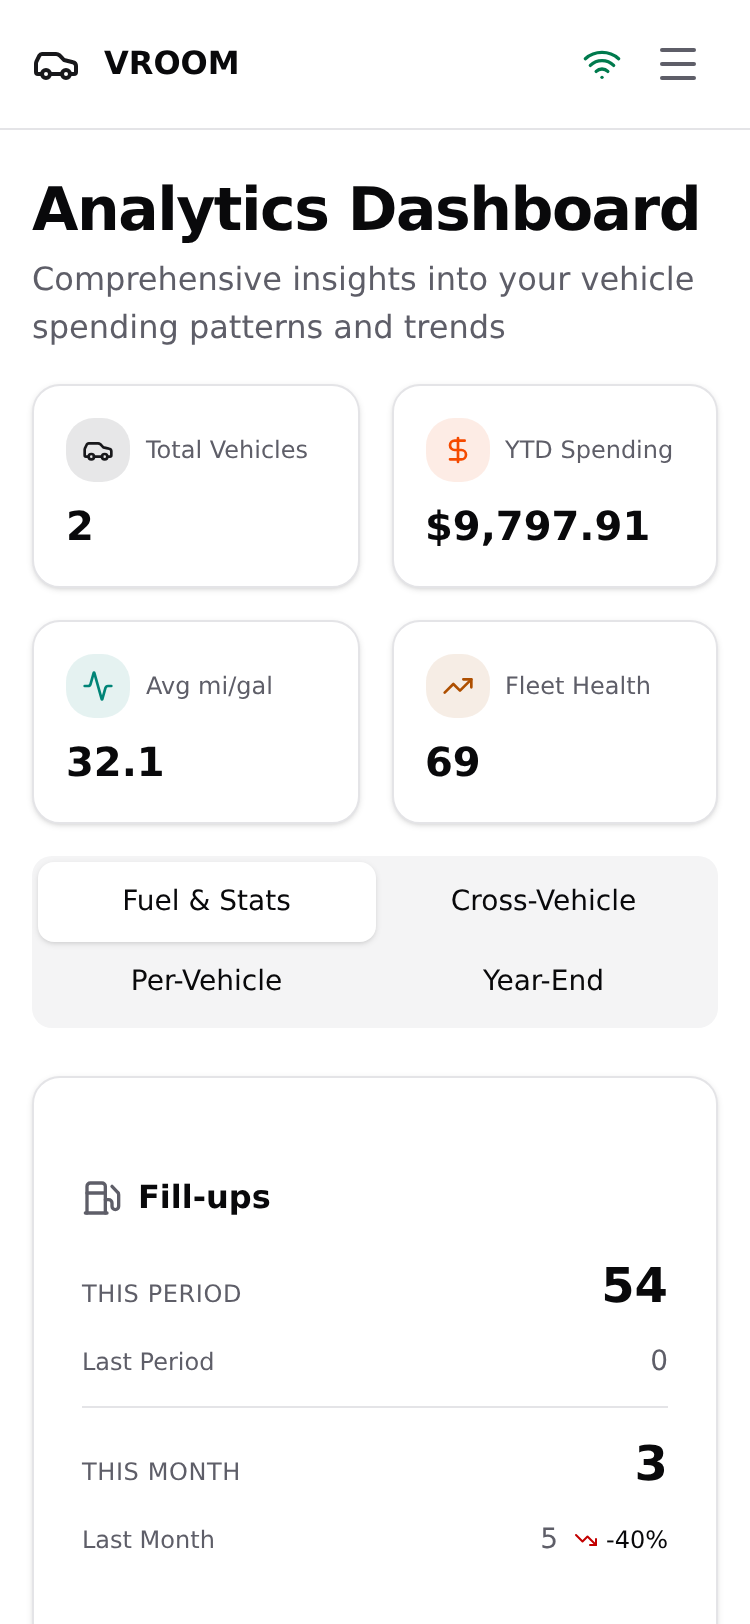 VROOM
Analytics Dashboard
Comprehensive insights into your vehicle
spending patterns and trends
Total Vehicles
2
YTD Spending
$9,797.91
Avg mi/gal
32.1
Fleet Health
69
Fuel & Stats
Cross-Vehicle
Per-Vehicle
Year-End
Fill-ups
THIS PERIOD 54
Last Period 0
THIS MONTH 3
Last Month 5 -40%